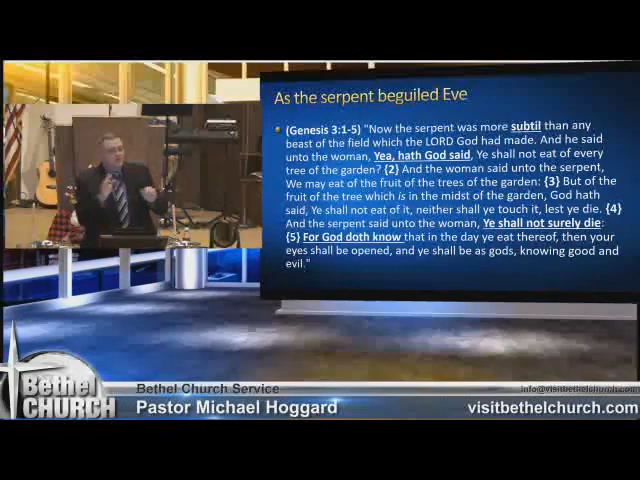 As the serpent beguiled Eve
(Genesis 3:1-5) "Now the serpent was more subtil than any
beast of the field which the LORD God had made. And he said
unto the woman, Yea, hath God said, Ye shall not eat of every
tree of the garden? {2} And the woman said unto the serpent,
We may eat of the fruit of the trees of the garden: {3} But of
the fruit of the tree which is in the midst of the garden, God hath
said, Ye shall not eat of it, neither shall ye touch it, lest ye die. {4}
And the serpent said unto the woman, Ye shall not surely die:
{5} For God doth know that in the day ye eat thereof, then your
eyes shall be opened, and ye shall be as gods, knowing good and
evil."
Bethel
CHURCH
Bethel Church Service
info@visitbethelchurch.com
Pastor Michael Hoggard
visitbethelchurch.com